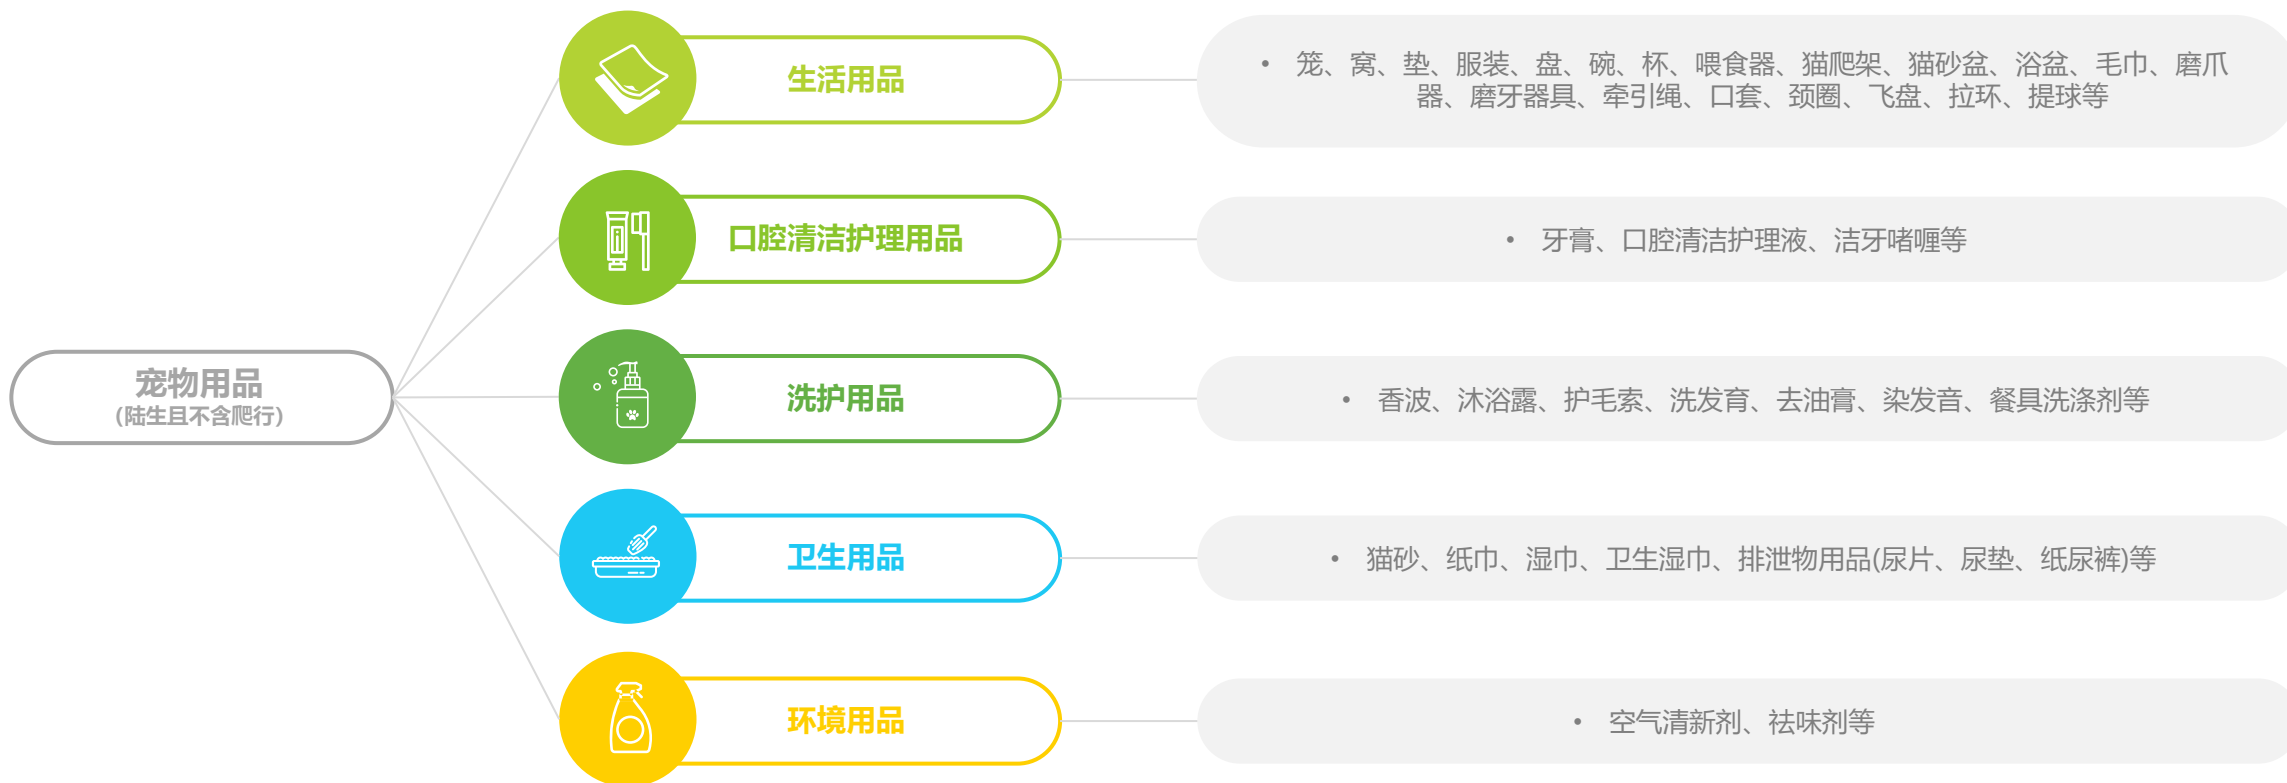 生活用品
• 笼、窝、垫、服装、盘、碗、杯、喂食器、猫爬架、猫砂盆、浴盆、毛巾、磨爪
器、磨牙器具、牵引绳、口套、颈圈、飞盘、拉环、提球等
口腔清洁护理用品
• 牙膏、口腔清洁护理液、洁牙啫喱等
宠物用品
(陆生且不含爬行)
洗护用品
• 香波、沐浴露、护毛索、洗发育、去油膏、染发音、餐具洗涤剂等
卫生用品
• 猫砂、纸巾、湿巾、卫生湿巾、排泄物用品(尿片、尿垫、纸尿裤)等
环境用品
• 空气清新剂、祛味剂等